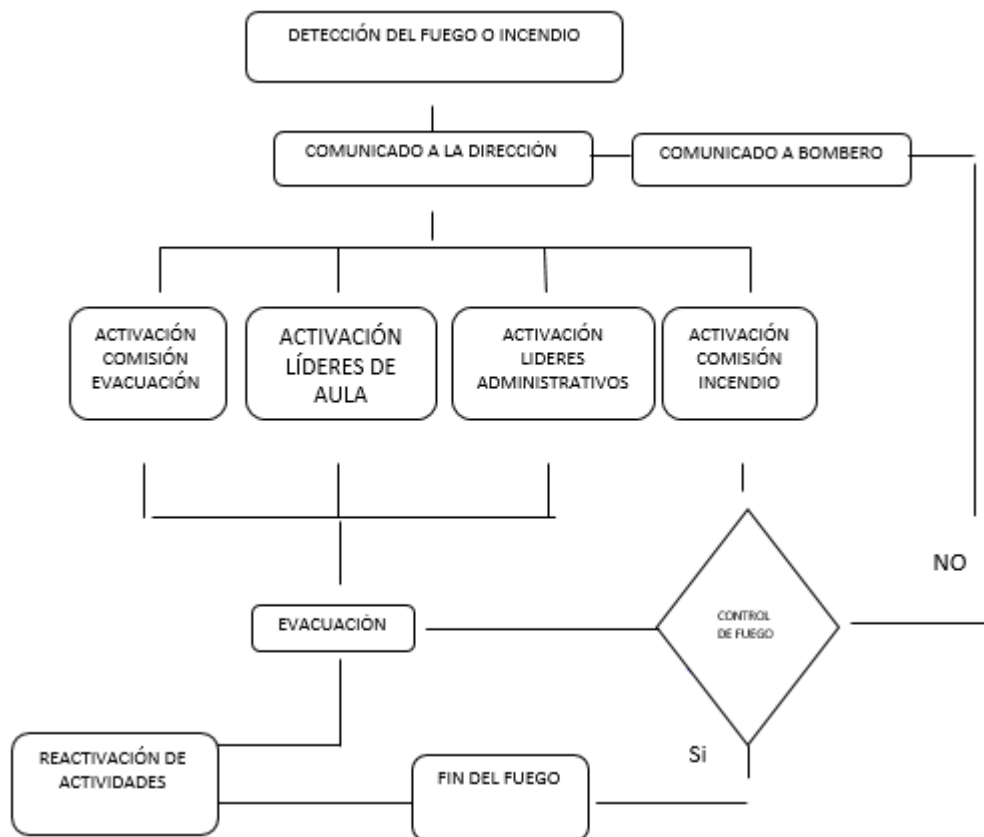 DETECCIÓN DEL FUEGO O INCENDIO
COMUNICADO A LA DIRECCIÓN
COMUNICADO A BOMBERO
ACTIVACIÓN
COMISIÓN
EVACUACIÓN
ACTIVACIÓN
LÍDERES DE
AULA
ACTIVACIÓN
LIDERES
ADMINISTRATIVOS
ACTIVACIÓN
COMISIÓN
INCENDIO
NO
CONTROL
DE FUEGO
EVACUACIÓN
Si
REACTIVACIÓN DE
ACTIVIDADES
FIN DEL FUEGO